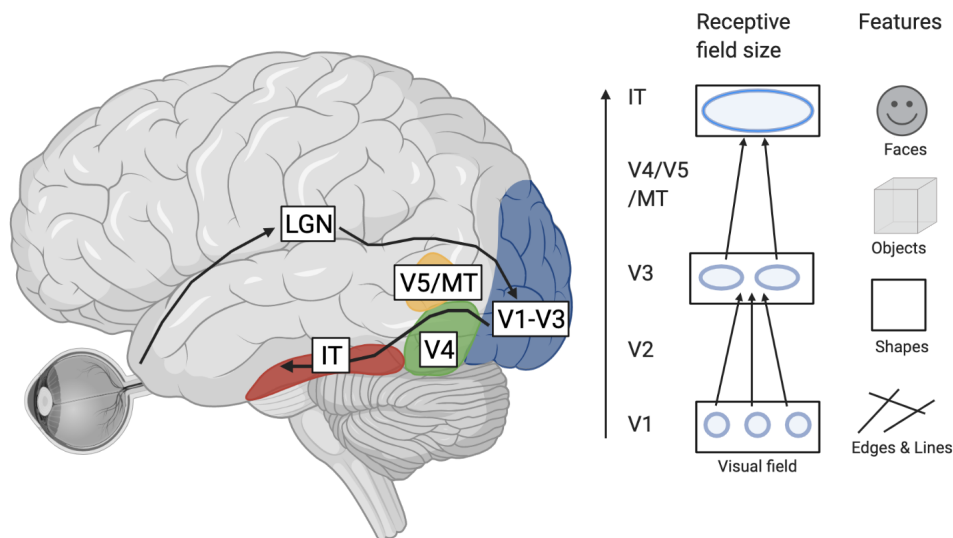 LGN
V5/MT
V1-V3
V4
IT
Receptive
field size
Features
IT
V4/V5
/MT
V3
V2
V1
Visual field
Faces
Objects
Shapes
Edges & Lines